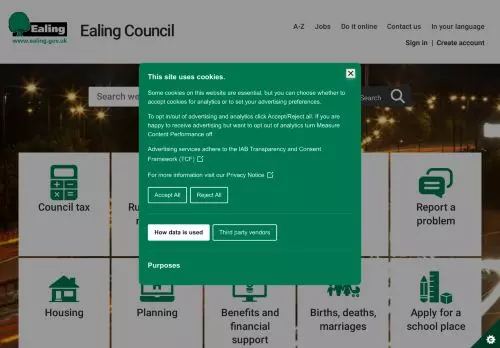 Ealing
www.ealing.gov.uk
Ealing Council
A-Z Jobs Do it online Contact us In your language
Sign in | Create account
Search we
Search
This site uses cookies.
Some cookies on this website are essential, but you can choose whether to
accept cookies for analytics or to set your advertising preferences.
To opt in/out of advertising and analytics click Accept/Reject all. If you are
happy to receive advertising but want to opt out of analytics turn Measure
Content Performance off
Advertising services adhere to the IAB Transparency and Consent
Framework (TCF)
For more information visit our Privacy Notice
Accept All Reject All
How data is used Third party vendors
Purposes
Council tax
Ru
Report a
problem
Housing
Planning
Benefits and
financial
support
Births, deaths,
marriages
Apply for a
school place